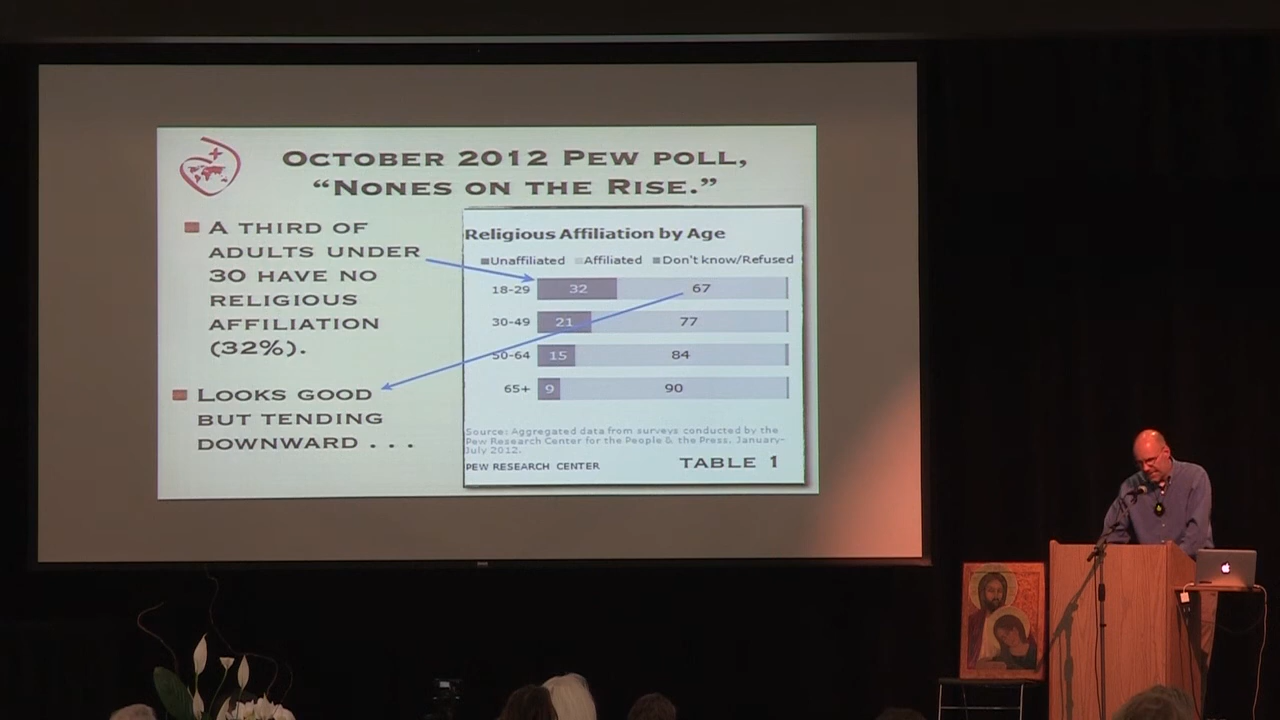 OCTOBER 2012 PEW POLL,
“NONES ON THE RISE.”
A THIRD OF
ADULTS UNDER
30 HAVE NO
RELIGIOUS
AFFILIATION
(32%).
LOOKS GOOD
BUT TENDING
DOWNWARD . . .
Religious Affiliation by Age
Unaffiliated Affiliated Don't know/Refused
18-29 32 67
30-49 21 77
50-64 15 84
65+ 9 90
Source: Aggregated data from surveys conducted by the
Pew Research Center for the People & the Press, January-
July 2012.
PEW RESEARCH CENTER TABLE 1